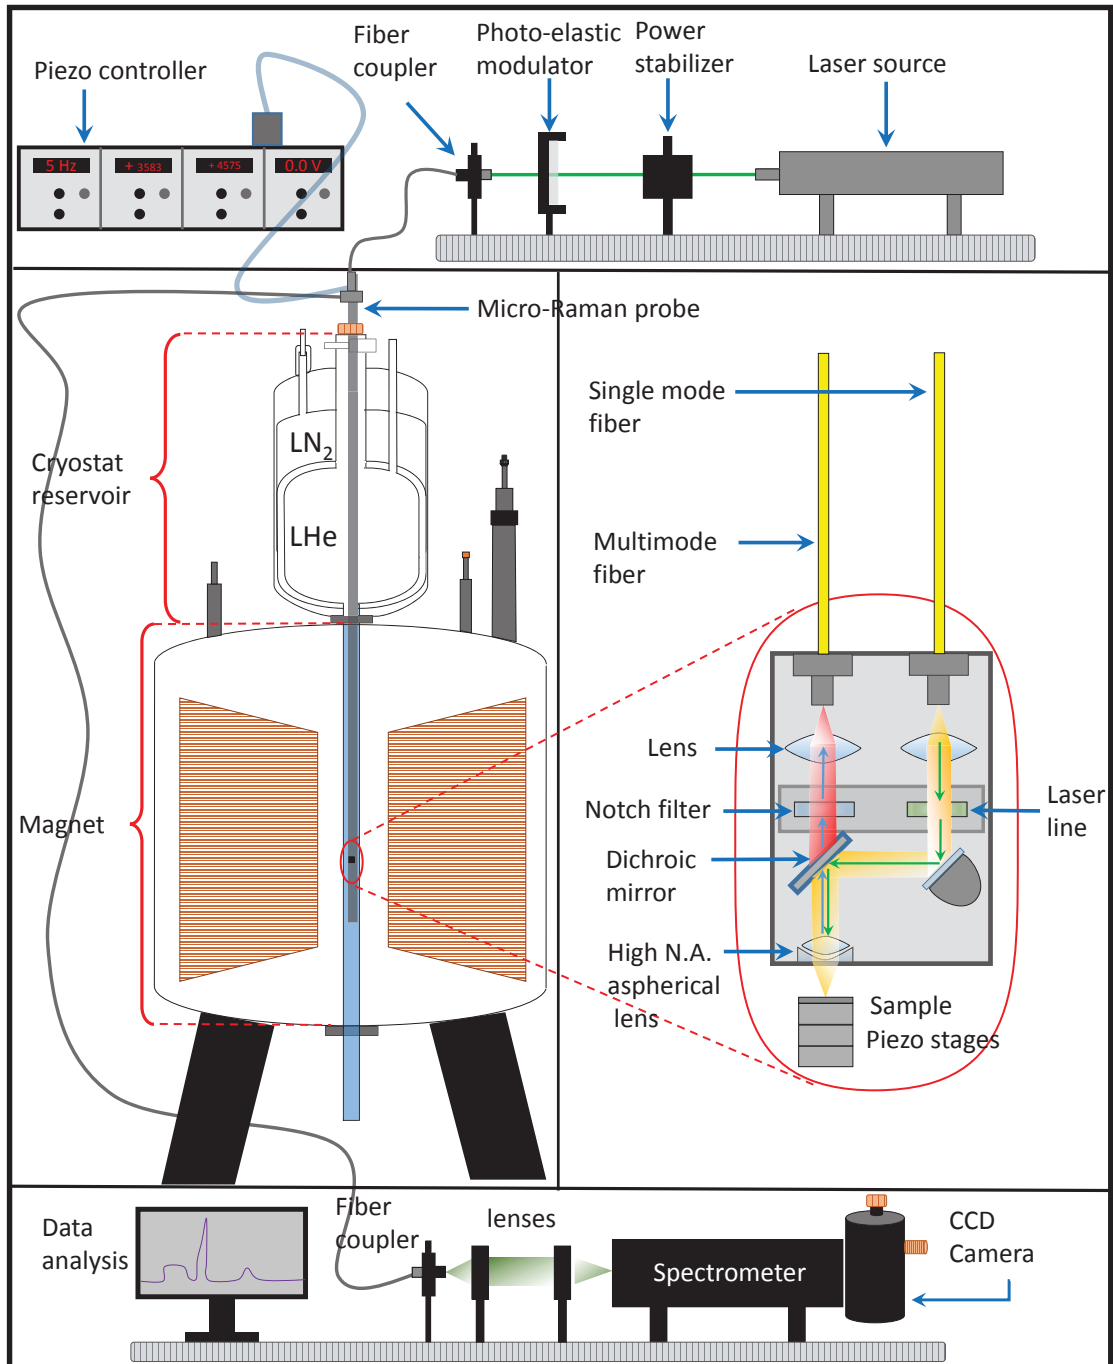 Piezo controller
Fiber
coupler
Photo-elastic
modulator
Power
stabilizer
Laser source
5 Hz
+ 3583
+ 4575
0.0 V
Micro-Raman probe
LN2
LHe
Cryostat
reservoir
Magnet
Single mode
fiber
Multimode
fiber
Lens
Notch filter
Laser
line
Dichroic
mirror
High N.A.
aspherical
lens
Sample
Piezo stages
Data
analysis
Fiber
coupler
lenses
Spectrometer
CCD
Camera